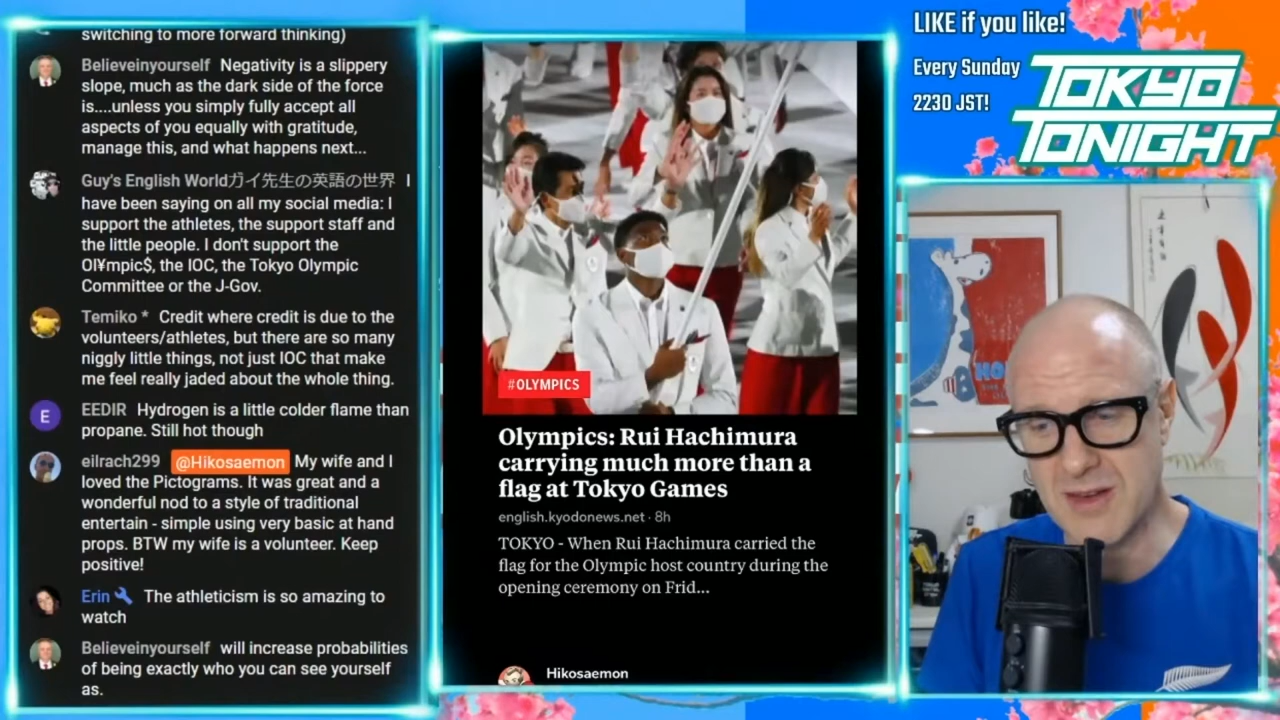 switching to more forward thinking)
Believeinyourself Negativity is a slippery
slope, much as the dark side of the force
is....unless you simply fully accept all
aspects of you equally with gratitude,
manage this, and what happens next...
Guy's English Worldガイ先生の英語の世界 I
have been saying on all my social media: I
support the athletes, the support staff and
the little people. I don't support the
Ol¥mpic$, the IOC, the Tokyo Olympic
Committee or the J-Gov.
Temiko * Credit where credit is due to the
volunteers/athletes, but there are so many
niggly little things, not just IOC that make
me feel really jaded about the whole thing.
E
EEDIR Hydrogen is a little colder flame than
propane. Still hot though
eilrach299 @Hikosaemon My wife and I
loved the Pictograms. It was great and a
wonderful nod to a style of traditional
entertain - simple using very basic at hand
props. BTW my wife is a volunteer. Keep
positive!
Erin The athleticism is so amazing to
watch
Believeinyourself will increase probabilities
of being exactly who you can see yourself
as.
#OLYMPICS
Olympics: Rui Hachimura
carrying much more than a
flag at Tokyo Games
english.kyodonews.net · 8h
TOKYO - When Rui Hachimura carried the
flag for the Olympic host country during the
opening ceremony on Frid...
Hikosaemon
LIKE if you like!
Every Sunday
2230 JST!
TOKYO
TONIGHT